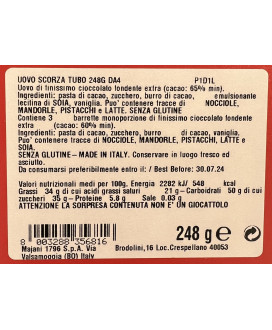 UOVO SCORZA TUBO 248G DA4 P1D1L
Uovo di finissimo cioccolato fondente extra (cacao: 65% min).
Ingredienti: pasta di cacao, zucchero, burro di cacao, emulsionante
lecitina di SOIA, vaniglia. Puo' contenere tracce di NOCCIOLE,
MANDORLE, PISTACCHI e LATTE. SENZA GLUTINE.
Contiene 3 barrette monoporzione di finissimo cioccolato fondente
extra (cacao: 60% min).
Ingredienti: pasta di cacao, zucchero, burro di cacao, vaniglia.
Puo' contenere tracce di NOCCIOLE, MANDORLE, PISTACCHI, LATTE e
SOIA.
SENZA GLUTINE-MADE IN ITALY. Conservare in luogo fresco ed
asciutto.
Da consumarsi preferibilmente entro il / Best Before: 30.07.24
Valori nutrizionali medi per 100g. Energia 2282 kJ/ 548 kcal
Grassi 34 g di cui acidi grassi saturi 21 g- Carboidrati 50 g di cui
zuccheri 35 g- Proteine 5.8 g Sale 0.03 g
ATTENZIONE LA SORPRESA CONTENUTA NON E' UN GIOCATTOLO
248 g e
8 003288 356816
Majani 1796 S.P.A. Via Brodolini,16 Loc.Crespellano 40053
Valsamoggia (BO) Italy